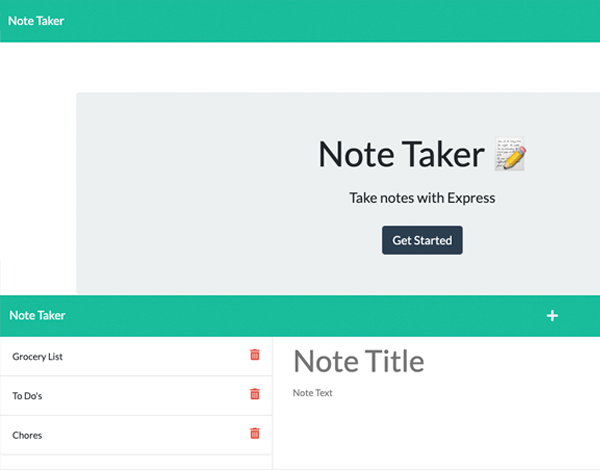 Note Taker
Note Taker 📝
Take notes with Express
Get Started
Note Taker
+
Grocery List
To Do's
Chores
Note Title
Note Text